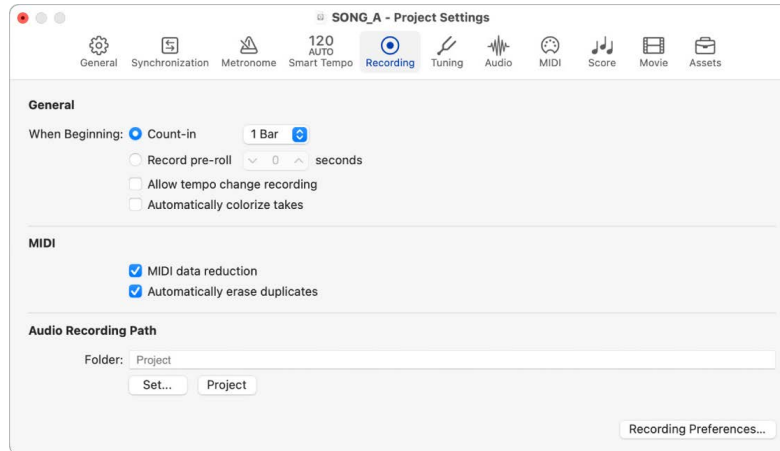 SONG_A - Project Settings
120
AUTO
General Synchronization Metronome Smart Tempo Recording Tuning Audio MIDI Score Movie Assets
General
When Beginning: Count-in 1 Bar
Record pre-roll 0 seconds
Allow tempo change recording
Automatically colorize takes
MIDI
MIDI data reduction
Automatically erase duplicates
Audio Recording Path
Folder: Project
Set... Project
Recording Preferences...